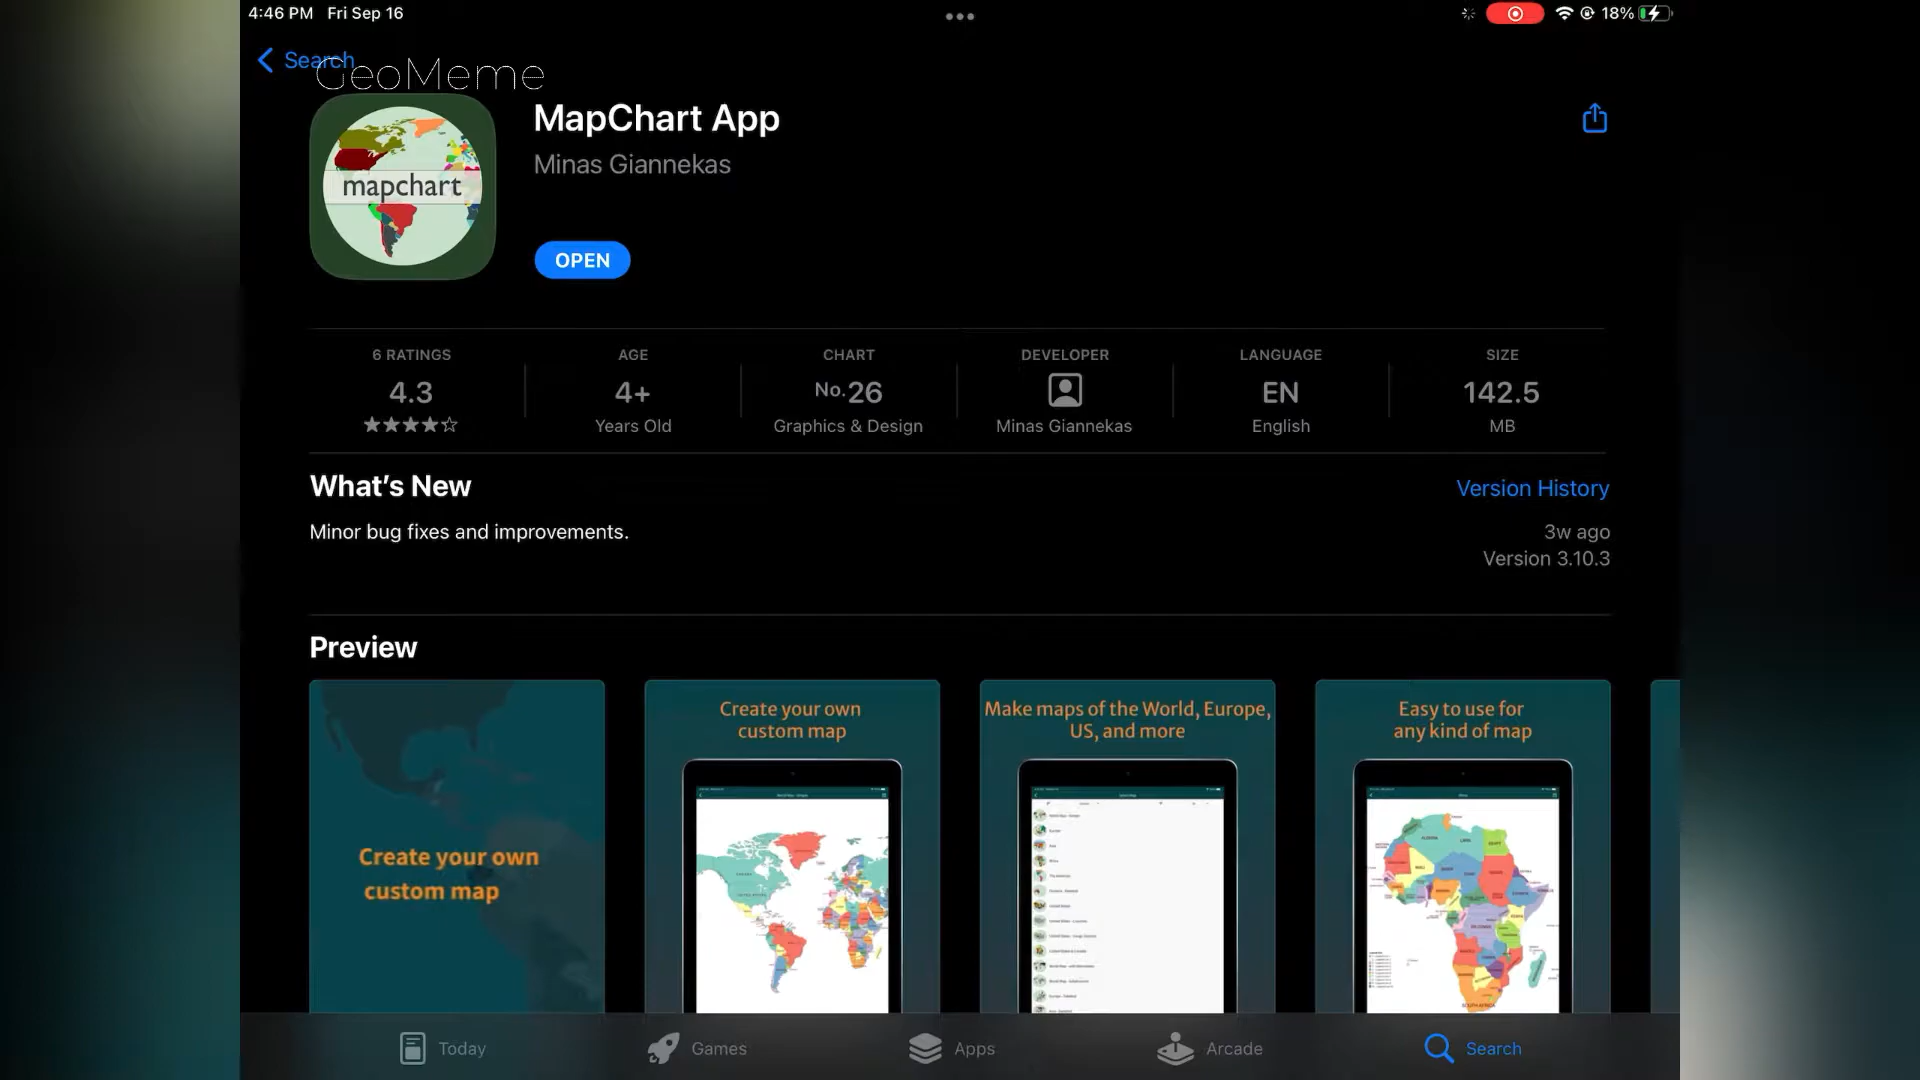 4:46 PM Fri Sep 16
18%
Search
GeoMeme
mapchart
MapChart App
Minas Giannekas
OPEN
6 RATINGS
4.3
AGE
4+
Years Old
CHART
No.26
Graphics & Design
DEVELOPER
Minas Giannekas
LANGUAGE
EN
English
SIZE
142.5
MB
What's New
Version History
Minor bug fixes and improvements.
3w ago
Version 3.10.3
Preview
Create your own
custom map
Create your own
custom map
Make maps of the World, Europe,
US, and more
Easy to use for
any kind of map
Today
Games
Apps
Arcade
Search